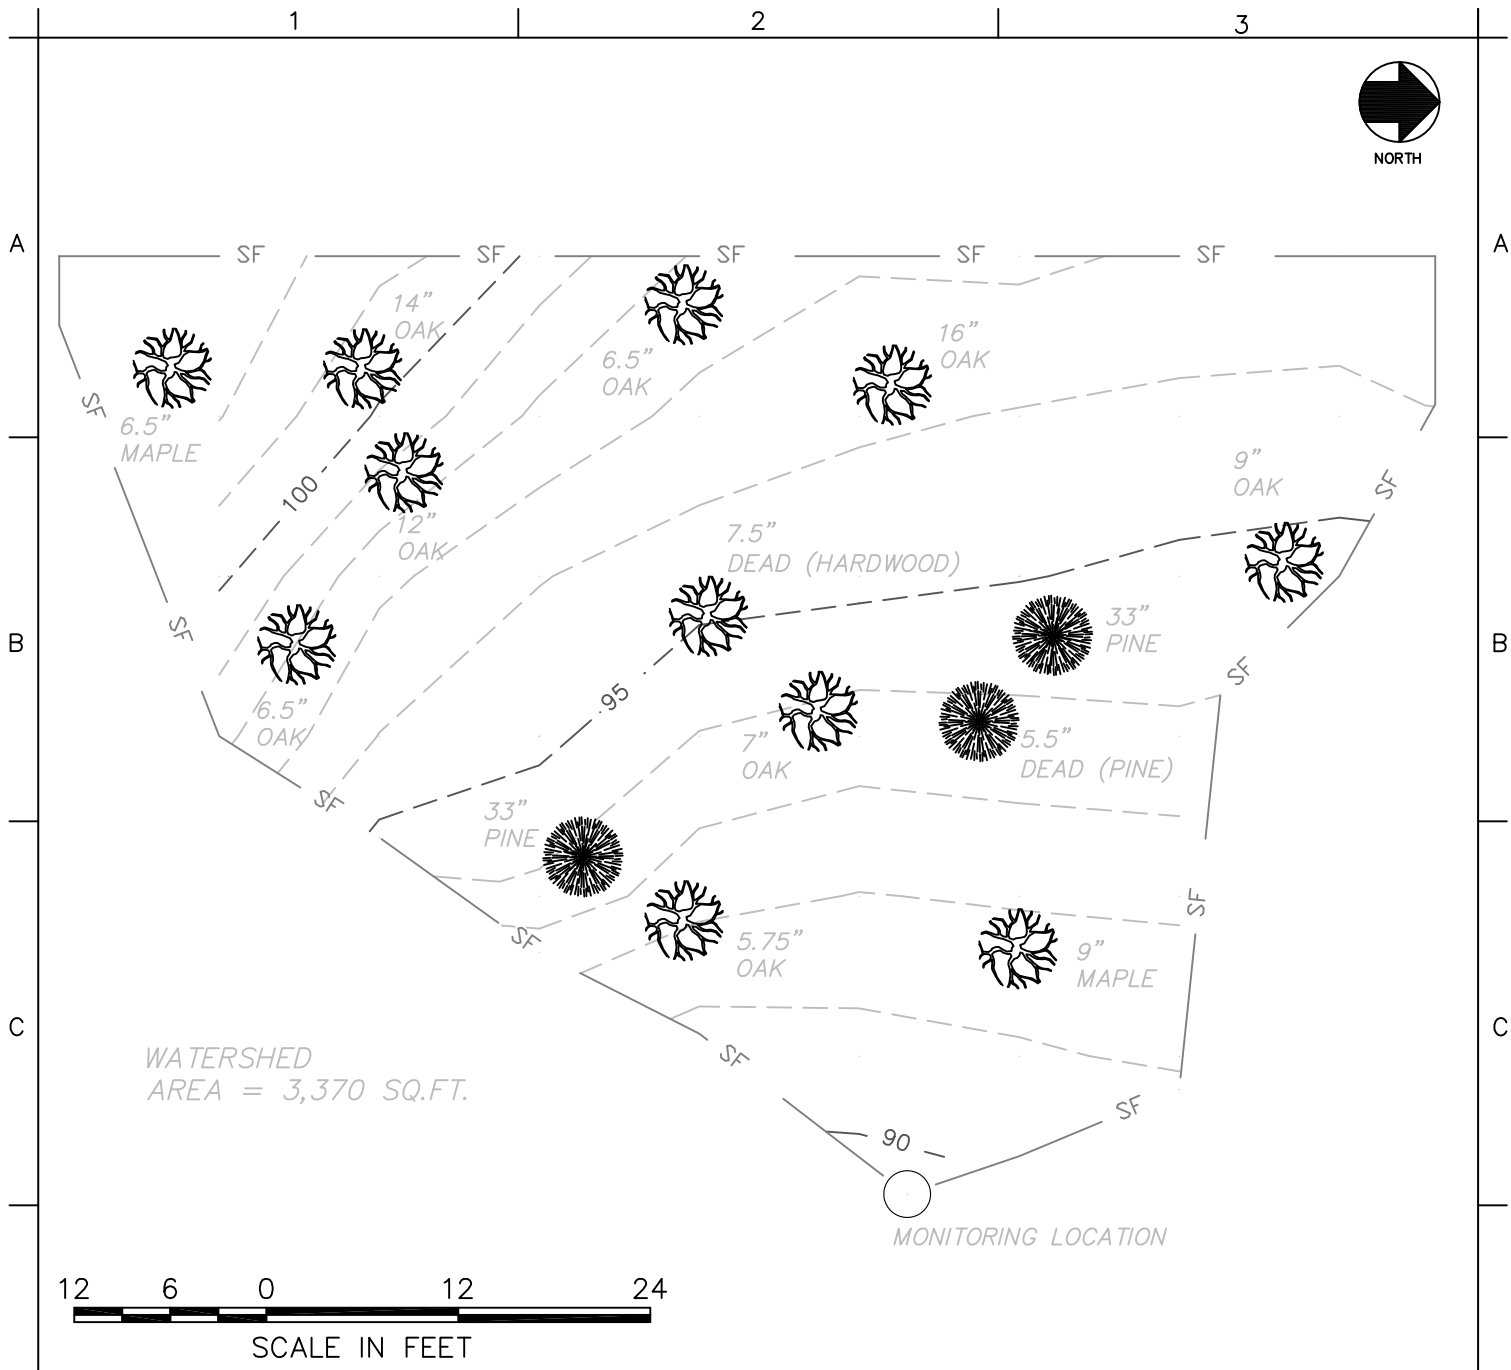 1
2
3
NORTH
A
SF
SF
SF
SF
SF
A
14”
OAK
6.5”
OAK
16”
OAK
SF
6.5”
MAPLE
9”
OAK
SF
100
12”
OAK
7.5”
DEAD (HARDWOOD)
SF
33”
PINE
B
B
SF
95
6.5”
OAK
7”
OAK
5.5”
DEAD (PINE)
SF
33”
PINE
SF
SF
5.75”
OAK
9”
MAPLE
C
C
WATERSHED
AREA = 3,370 SQ.FT.
SF
SF
90
MONITORING LOCATION
12 6 0 12 24
SCALE IN FEET